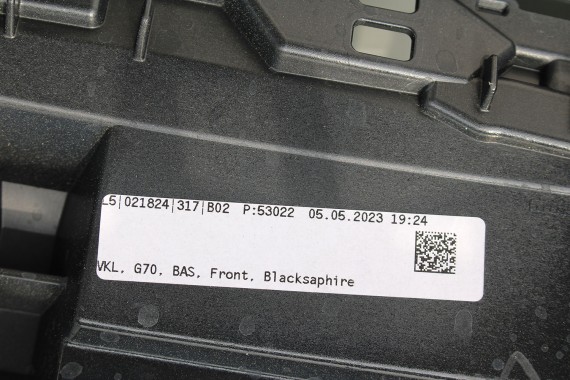 L5|021824|317|B02 P:53022 05.05.2023 19:24
VKL, G70, BAS, Front, Blacksaphire